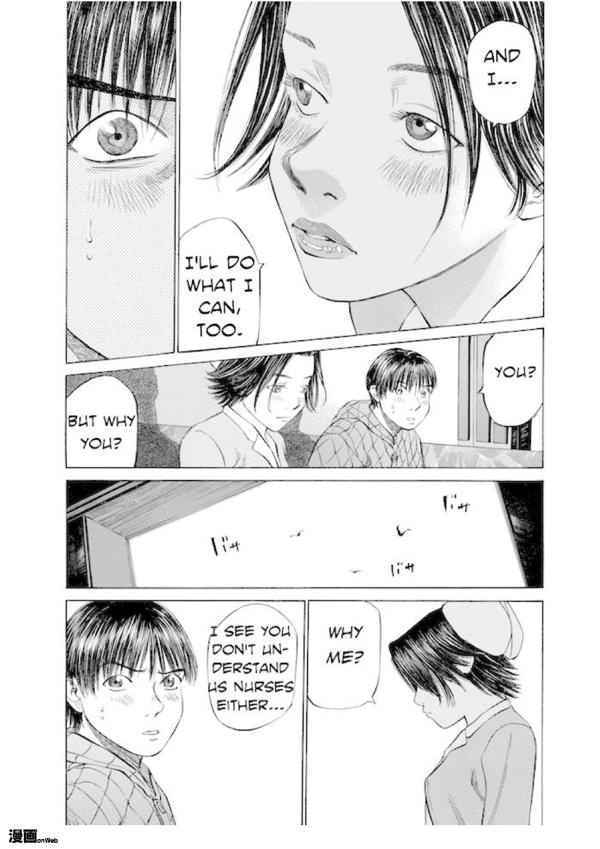 AND
I...
I'LL DO
WHAT I
CAN,
TOO.
YOU?
BUT WHY
YOU?
バサ
バサ
バサ
WHY
ME?
I SEE YOU
DON'T UN-
DERSTAND
US NURSES
EITHER...
漫画onWeb